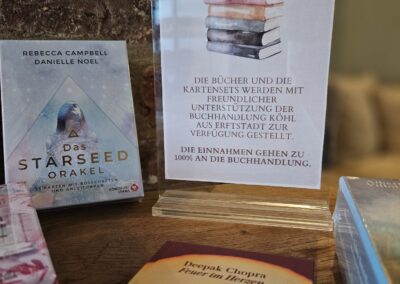 REBECCA CAMPBELL
DANIELLE NOEL
Das
STARSEED
ORAKEL
DIE BÜCHER UND DIE
KARTENSETS WERDEN MIT
FREUNDLICHER
UNTERSTÜTZUNG DER
BUCHHANDLUNG KÖHL
AUS ERFTSTADT ZUR
VERFÜGUNG GESTELLT.
DIE EINNAHMEN GEHEN ZU
100% AN DIE BUCHHANDLUNG.
Deepak Chopra
Feuer im Herzen